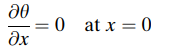 ∂θ/∂x = 0 at x = 0